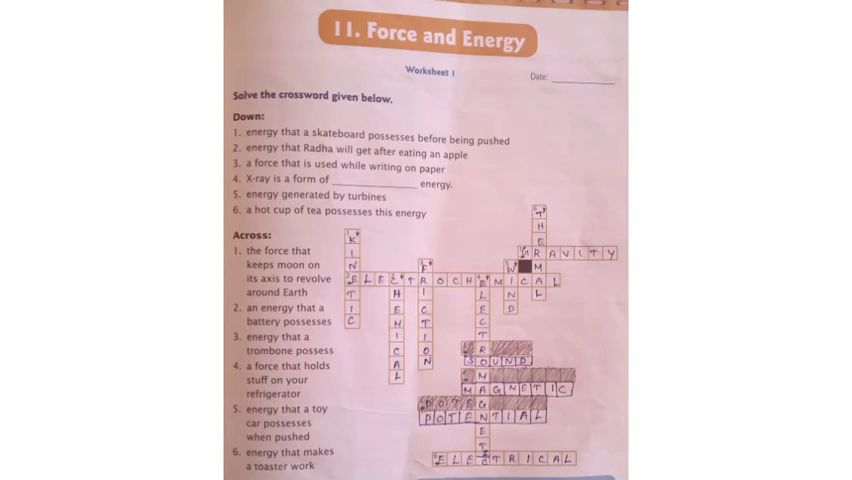 11. Force and Energy
Worksheet 1
Date:
Solve the crossword given below.
Down:
1. energy that a skateboard possesses before being pushed
2. energy that Radha will get after eating an apple
3. a force that is used while writing on paper
4. X-ray is a form of ______________ energy.
5. energy generated by turbines
6. a hot cup of tea possesses this energy
Across:
1. the force that
keeps moon on
its axis to revolve
around Earth
2. an energy that a
battery possesses
3. energy that a
trombone possess
4. a force that holds
stuff on your
refrigerator
5. energy that a toy
car possesses
when pushed
6. energy that makes
a toaster work
THERMAL
GRAVITY
KINETIC
FRICTION
WIND
ELECTROCHEMICAL
CHEMICAL
ELECTROMAGNETIC
SOUND
MAGNETIC
POTE
POTENTIAL
ELECTRICAL